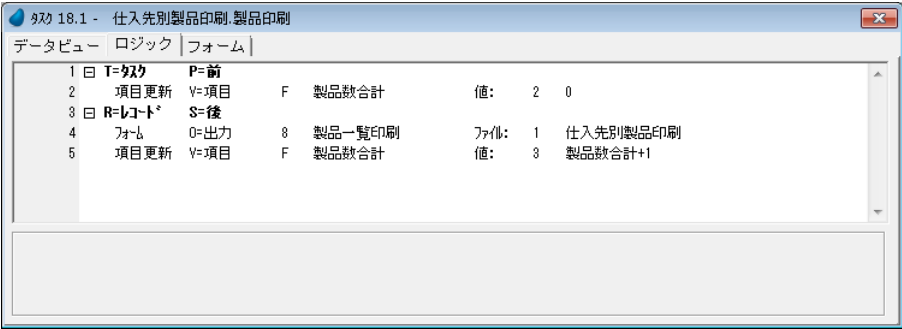 ﾀｽｸ 18.1 - 仕入先別製品印刷.製品印刷
データビュー ロジック フォーム
1 T=ﾀｽｸ P=前
2 項目更新 V=項目 F 製品数合計 値: 2 0
3 R=ﾚｺｰﾄﾞ S=後
4 ﾌｫｰﾑ O=出力 8 製品一覧印刷 ﾌｧｲﾙ: 1 仕入先別製品印刷
5 項目更新 V=項目 F 製品数合計 値: 3 製品数合計+1